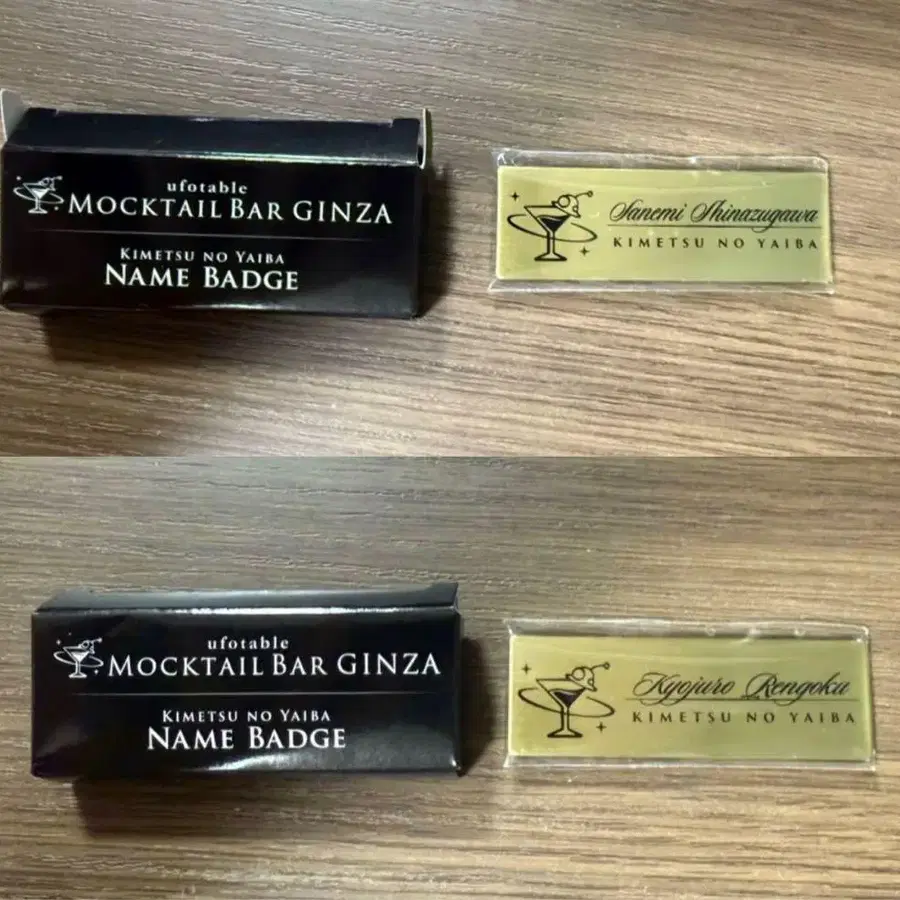 ufotable
MOCKTAIL BAR GINZA
KIMETSU NO YAIBA
NAME BADGE
Sanemi Shinazugawa
KIMETSU NO YAIBA
ufotable
MOCKTAIL BAR GINZA
KIMETSU NO YAIBA
NAME BADGE
Kyojuro Rengoku
KIMETSU NO YAIBA